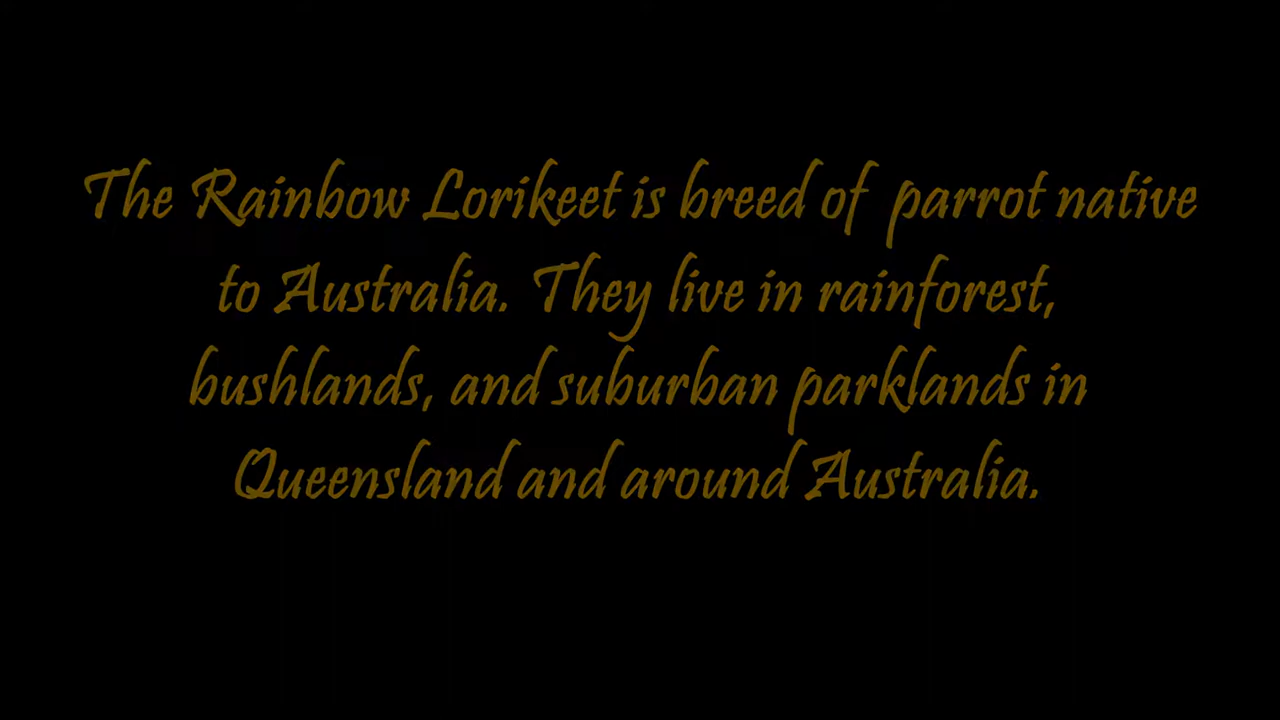 The Rainbow Lorikeet is breed of parrot native
to Australia. They live in rainforest,
bushlands, and suburban parklands in
Queensland and around Australia.